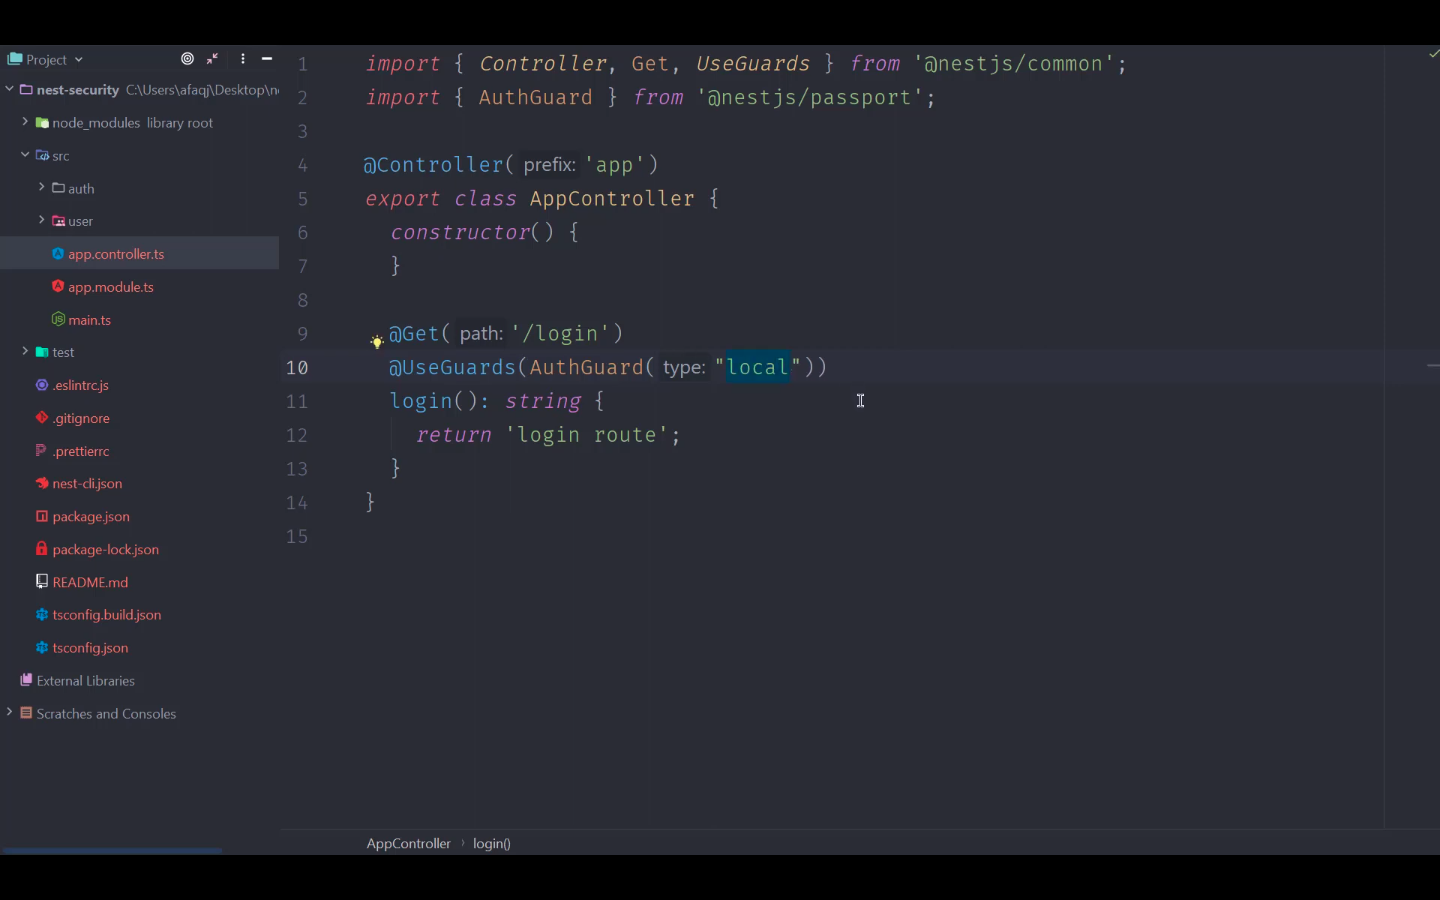 Project
nest-security C:\Users\afaqj\Desktop\ne
node_modules library root
src
auth
user
app.controller.ts
app.module.ts
main.ts
test
.eslintrc.js
.gitignore
.prettierrc
nest-cli.json
package.json
package-lock.json
README.md
tsconfig.build.json
tsconfig.json
External Libraries
Scratches and Consoles
1 import { Controller, Get, UseGuards } from '@nestjs/common';
2 import { AuthGuard } from '@nestjs/passport';
3
4 @Controller( prefix: 'app')
5 export class AppController {
6 constructor() {
7 }
8
9 @Get( path: '/login')
10 @UseGuards(AuthGuard( type: "local"))
11 login(): string {
12 return 'login route';
13 }
14 }
15
AppController › login()